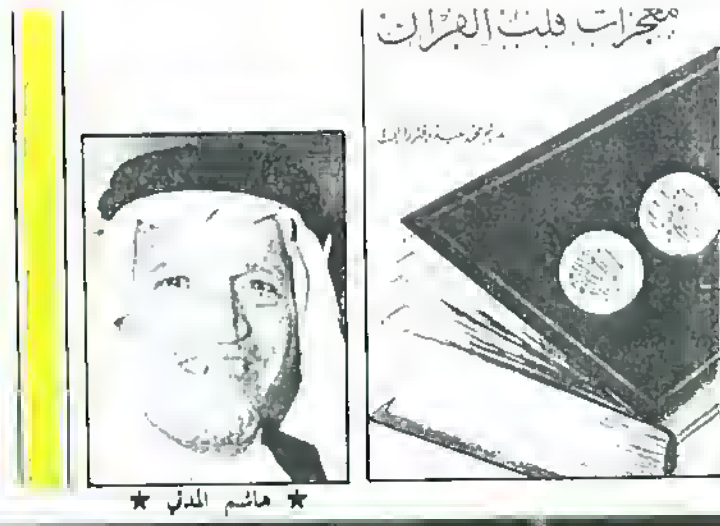 معجزات قلب القرآن
★ هاشم المدني ★